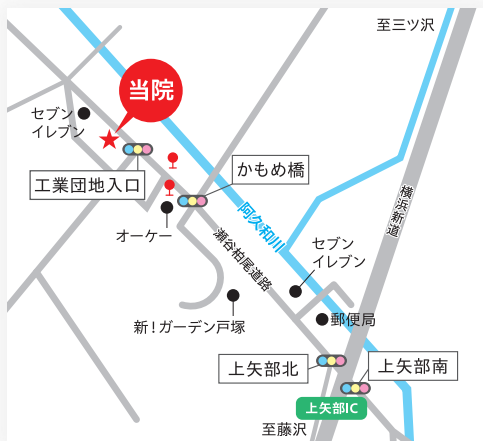 至三ツ沢
当院
セブン
イレブン
工業団地入口
かもめ橋
横浜新道
オーケー
阿久和川
瀬谷柏尾道路
セブン
イレブン
新!ガーデン戸塚
郵便局
上矢部北
上矢部南
上矢部IC
至藤沢